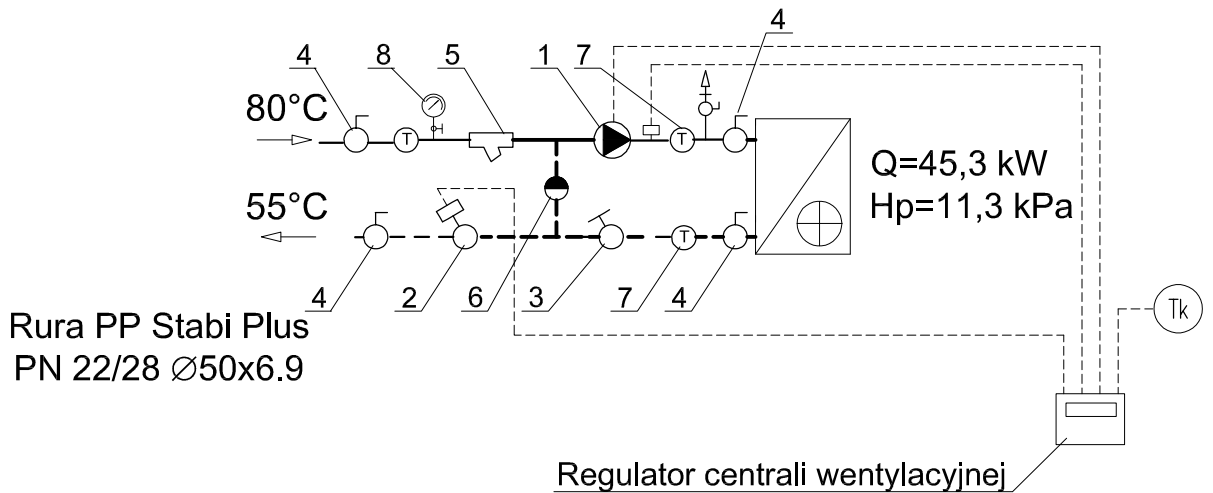 4
4 8 5 1 7
80°C
T T
Q=45,3 kW
Hp=11,3 kPa
55°C
T
4 2 6 3 7 4
Tk
Rura PP Stabi Plus
PN 22/28 ∅50x6.9
Regulator centrali wentylacyjnej